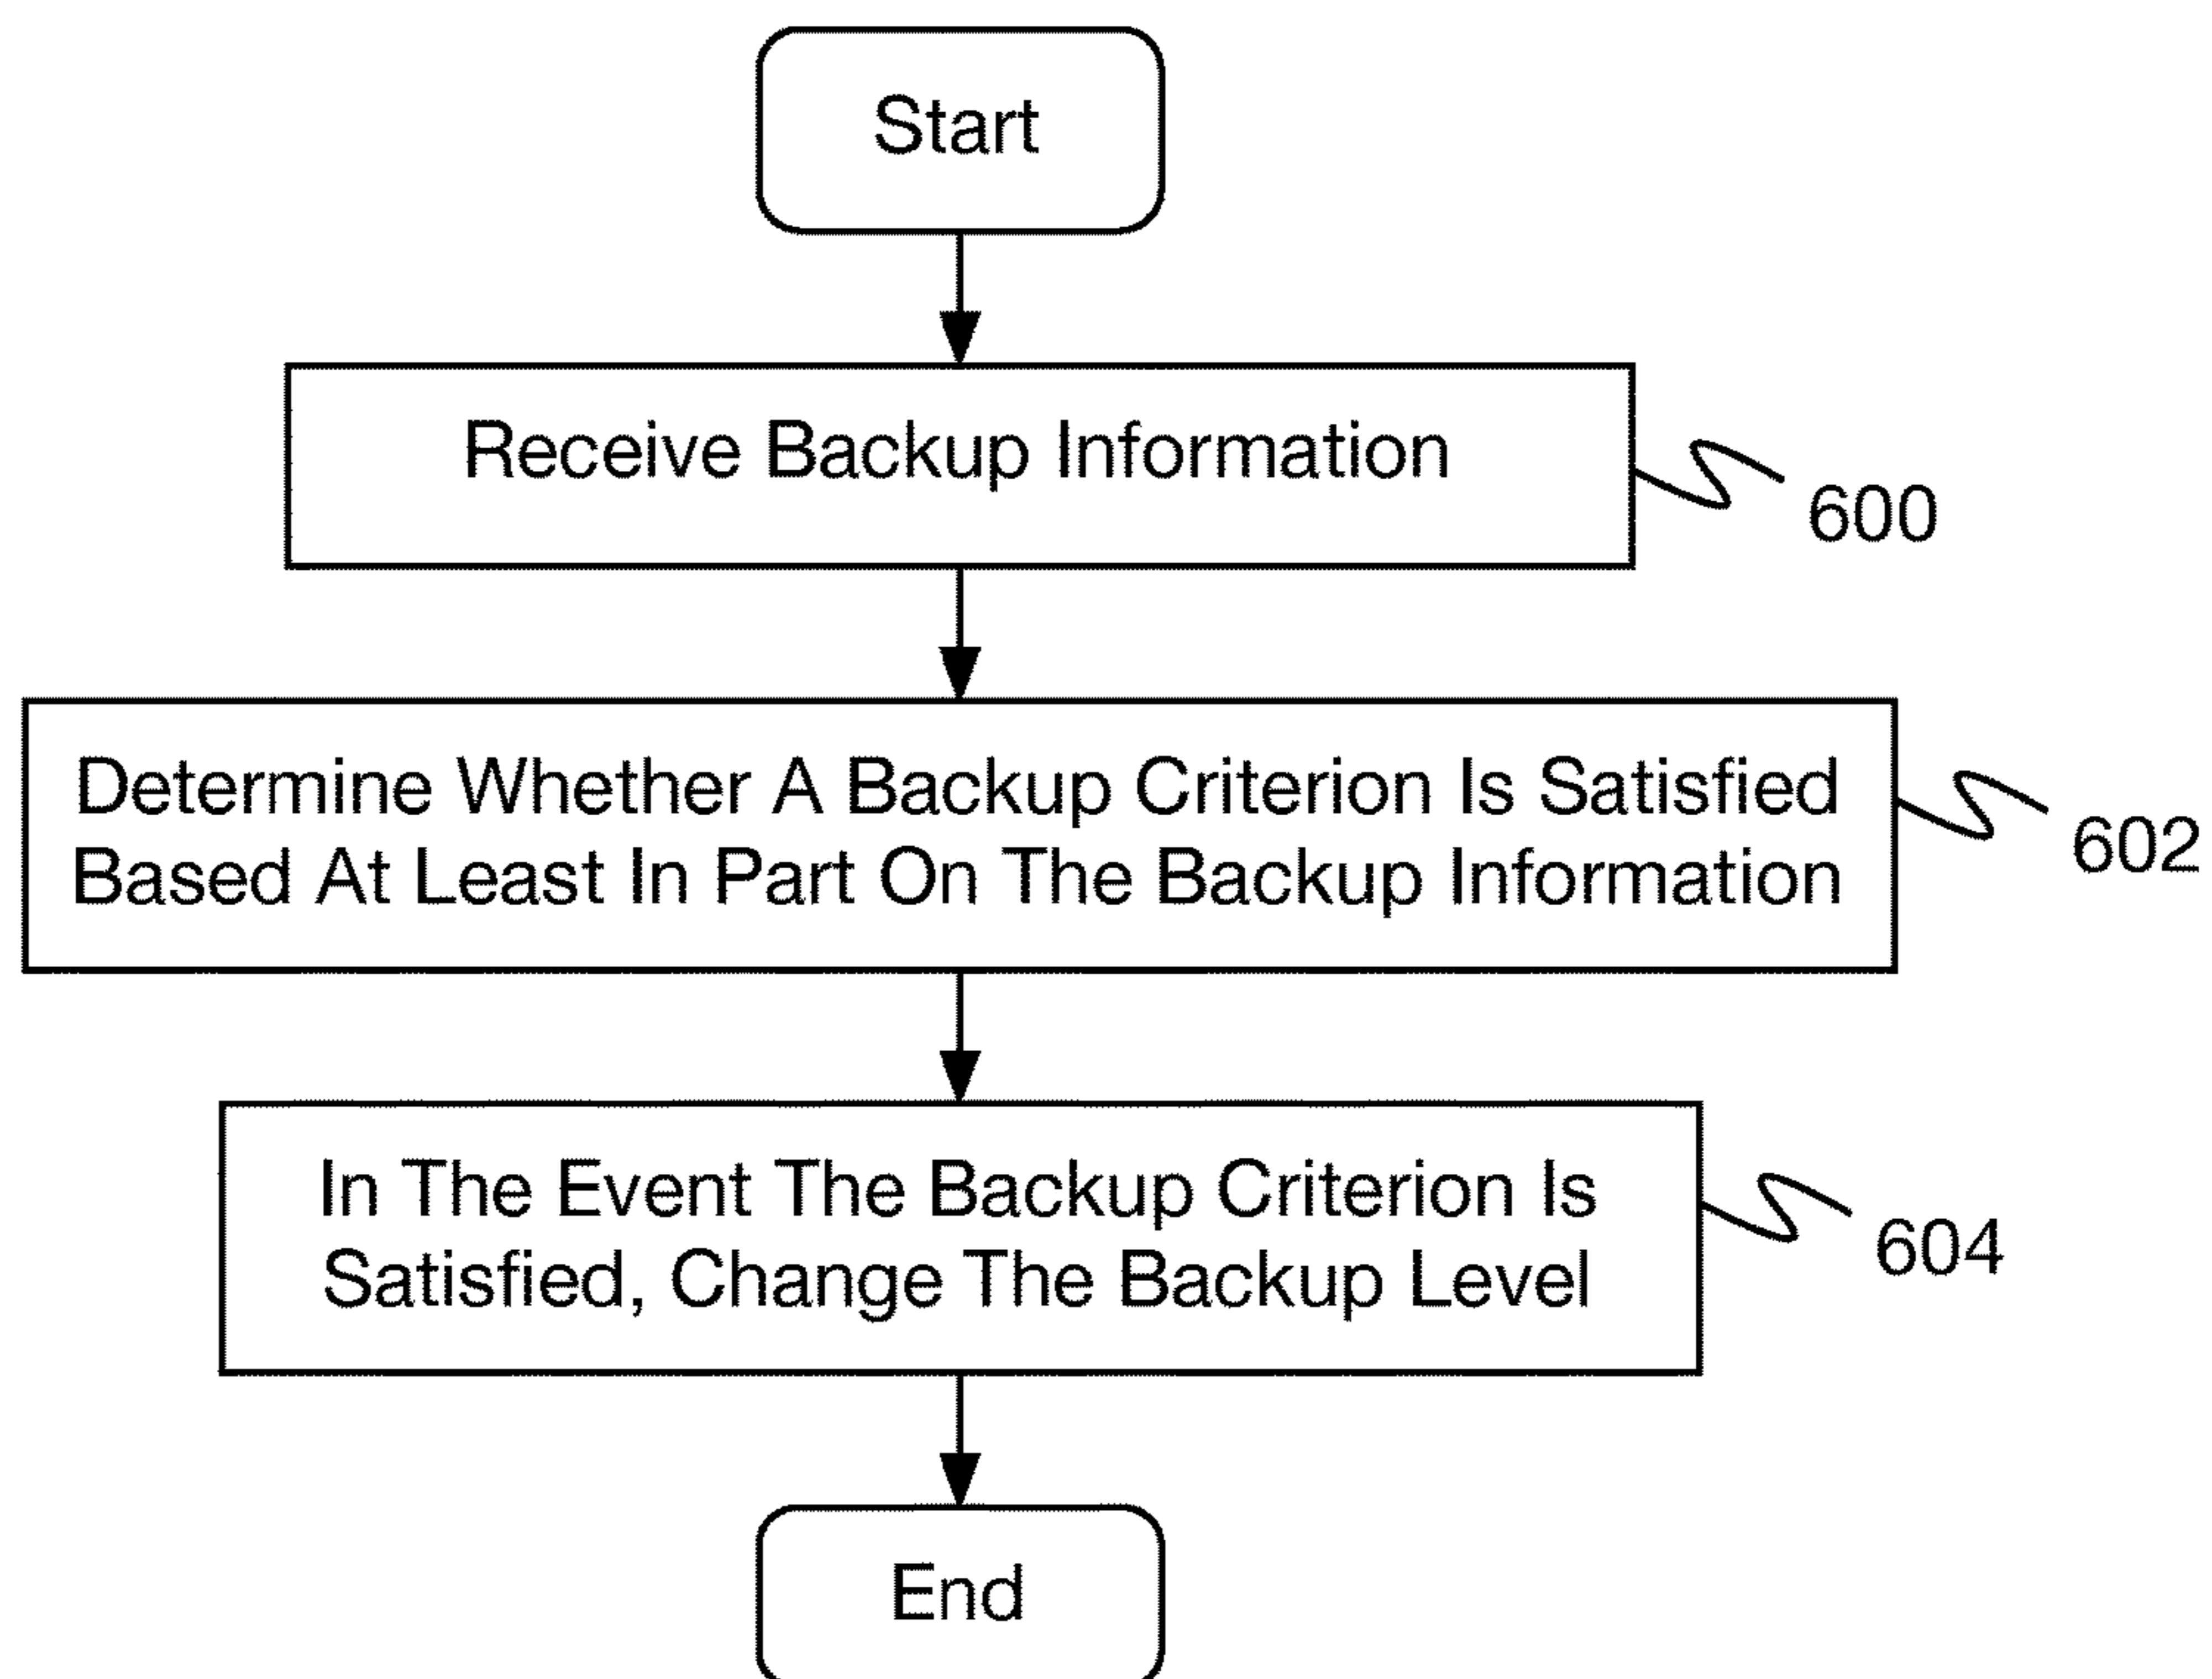 Start
Receive Backup Information
600
Determine Whether A Backup Criterion Is Satisfied
Based At Least In Part On The Backup Information
602
In The Event The Backup Criterion Is
Satisfied, Change The Backup Level
604
End